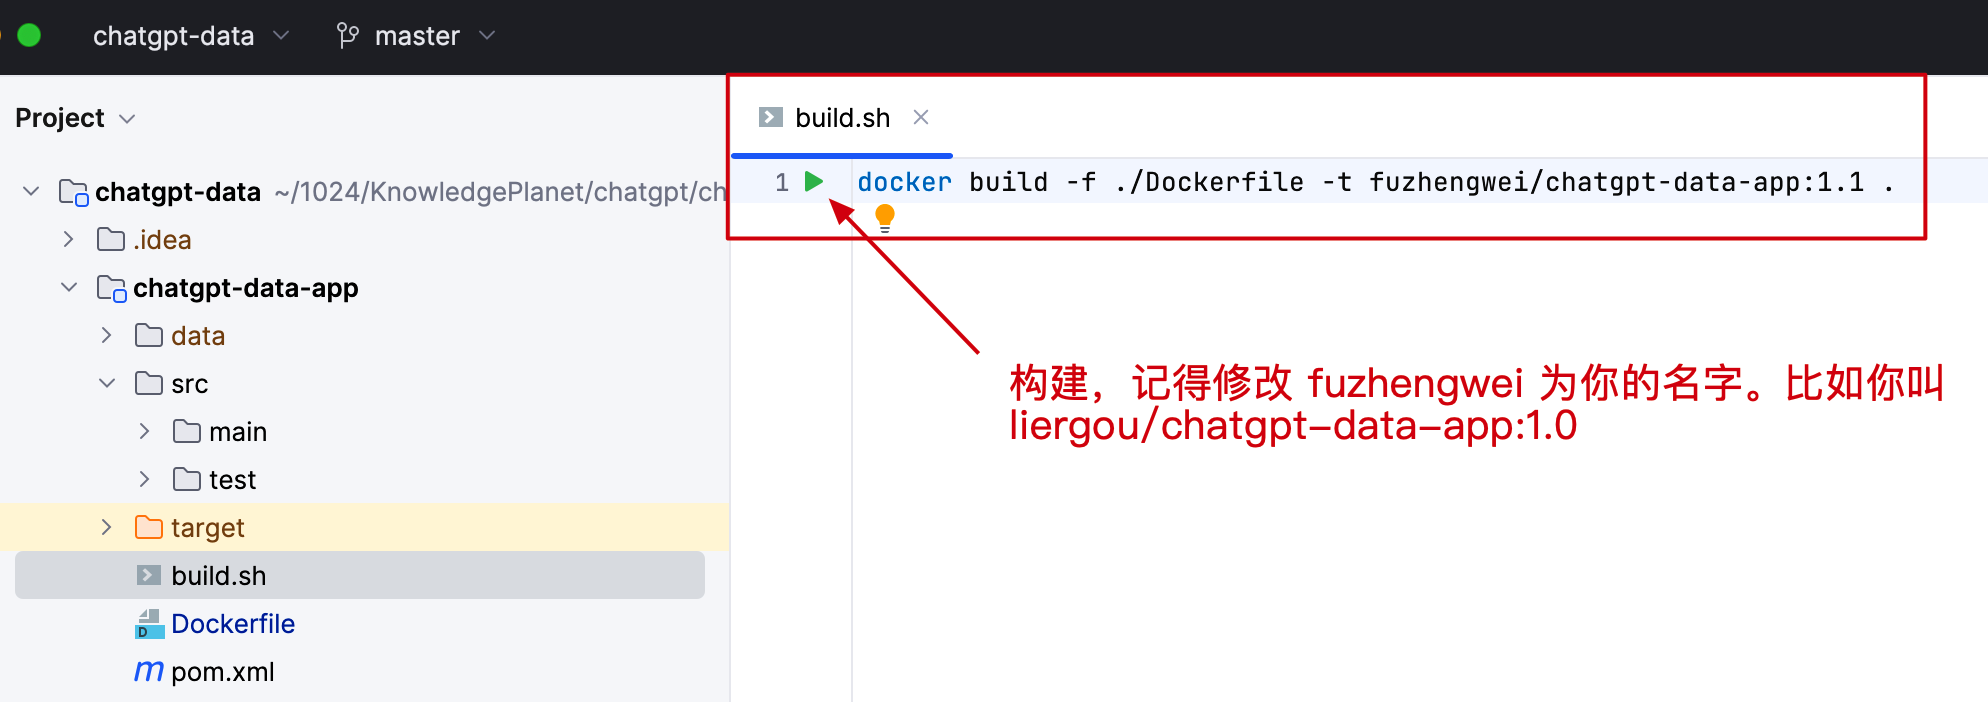 chatgpt-data
master
Project
build.sh
chatgpt-data ~/1024/KnowledgePlanet/chatgpt/ch
.idea
chatgpt-data-app
data
src
main
test
target
build.sh
Dockerfile
pom.xml
1 docker build -f ./Dockerfile -t fuzhengwei/chatgpt-data-app:1.1 .
构建，记得修改 fuzhengwei 为你的名字。比如你叫
liergou/chatgpt-data-app:1.0